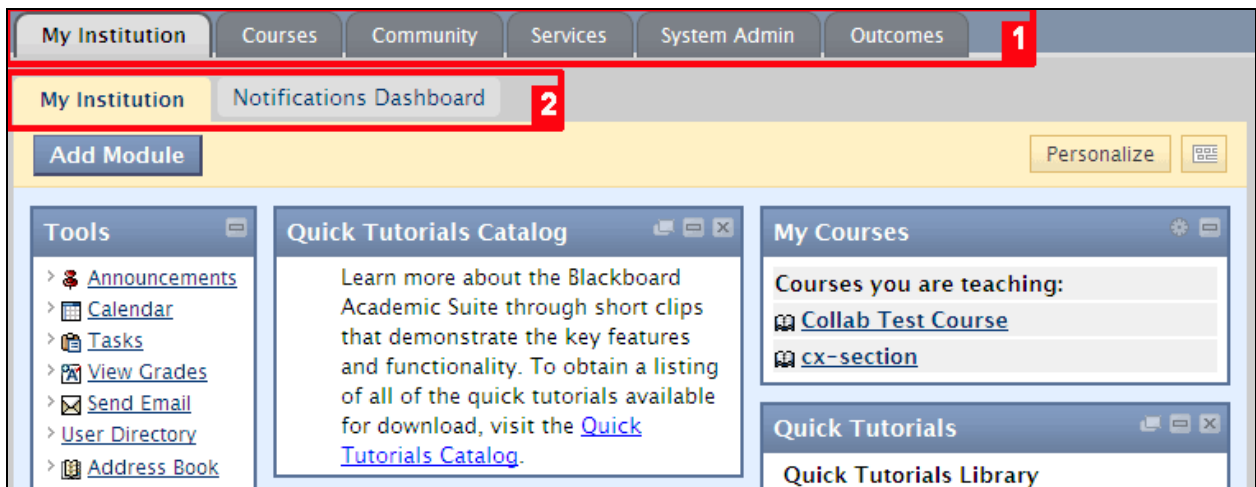 My Institution Courses Community Services System Admin Outcomes 1
My Institution Notifications Dashboard 2
Add Module Personalize
Tools
> Announcements
> Calendar
> Tasks
> View Grades
> Send Email
> User Directory
> Address Book
Quick Tutorials Catalog
Learn more about the Blackboard
Academic Suite through short clips
that demonstrate the key features
and functionality. To obtain a listing
of all of the quick tutorials available
for download, visit the Quick
Tutorials Catalog.
My Courses
Courses you are teaching:
Collab Test Course
cx-section
Quick Tutorials
Quick Tutorials Library